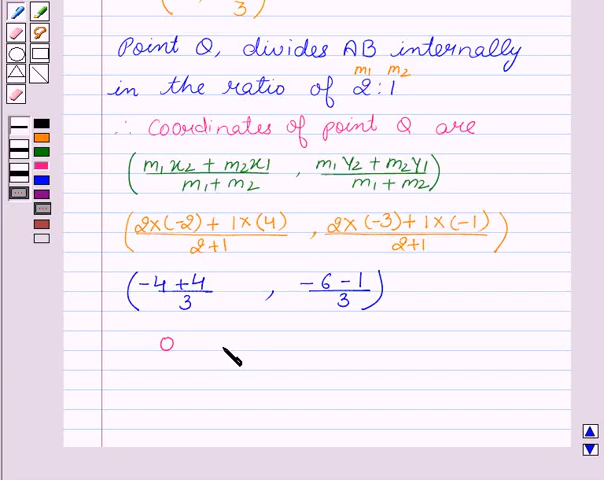 3
Point Q, divides AB internally
m1 m2
in the ratio of 2:1
∴ Coordinates of point Q are
(m1x2 + m2x1 / m1+m2 , m1y2 + m2y1 / m1+m2)
(2×(-2)+1×(4) / 2+1 , 2×(-3)+1×(-1) / 2+1)
(-4+4 / 3 , -6-1 / 3)
0